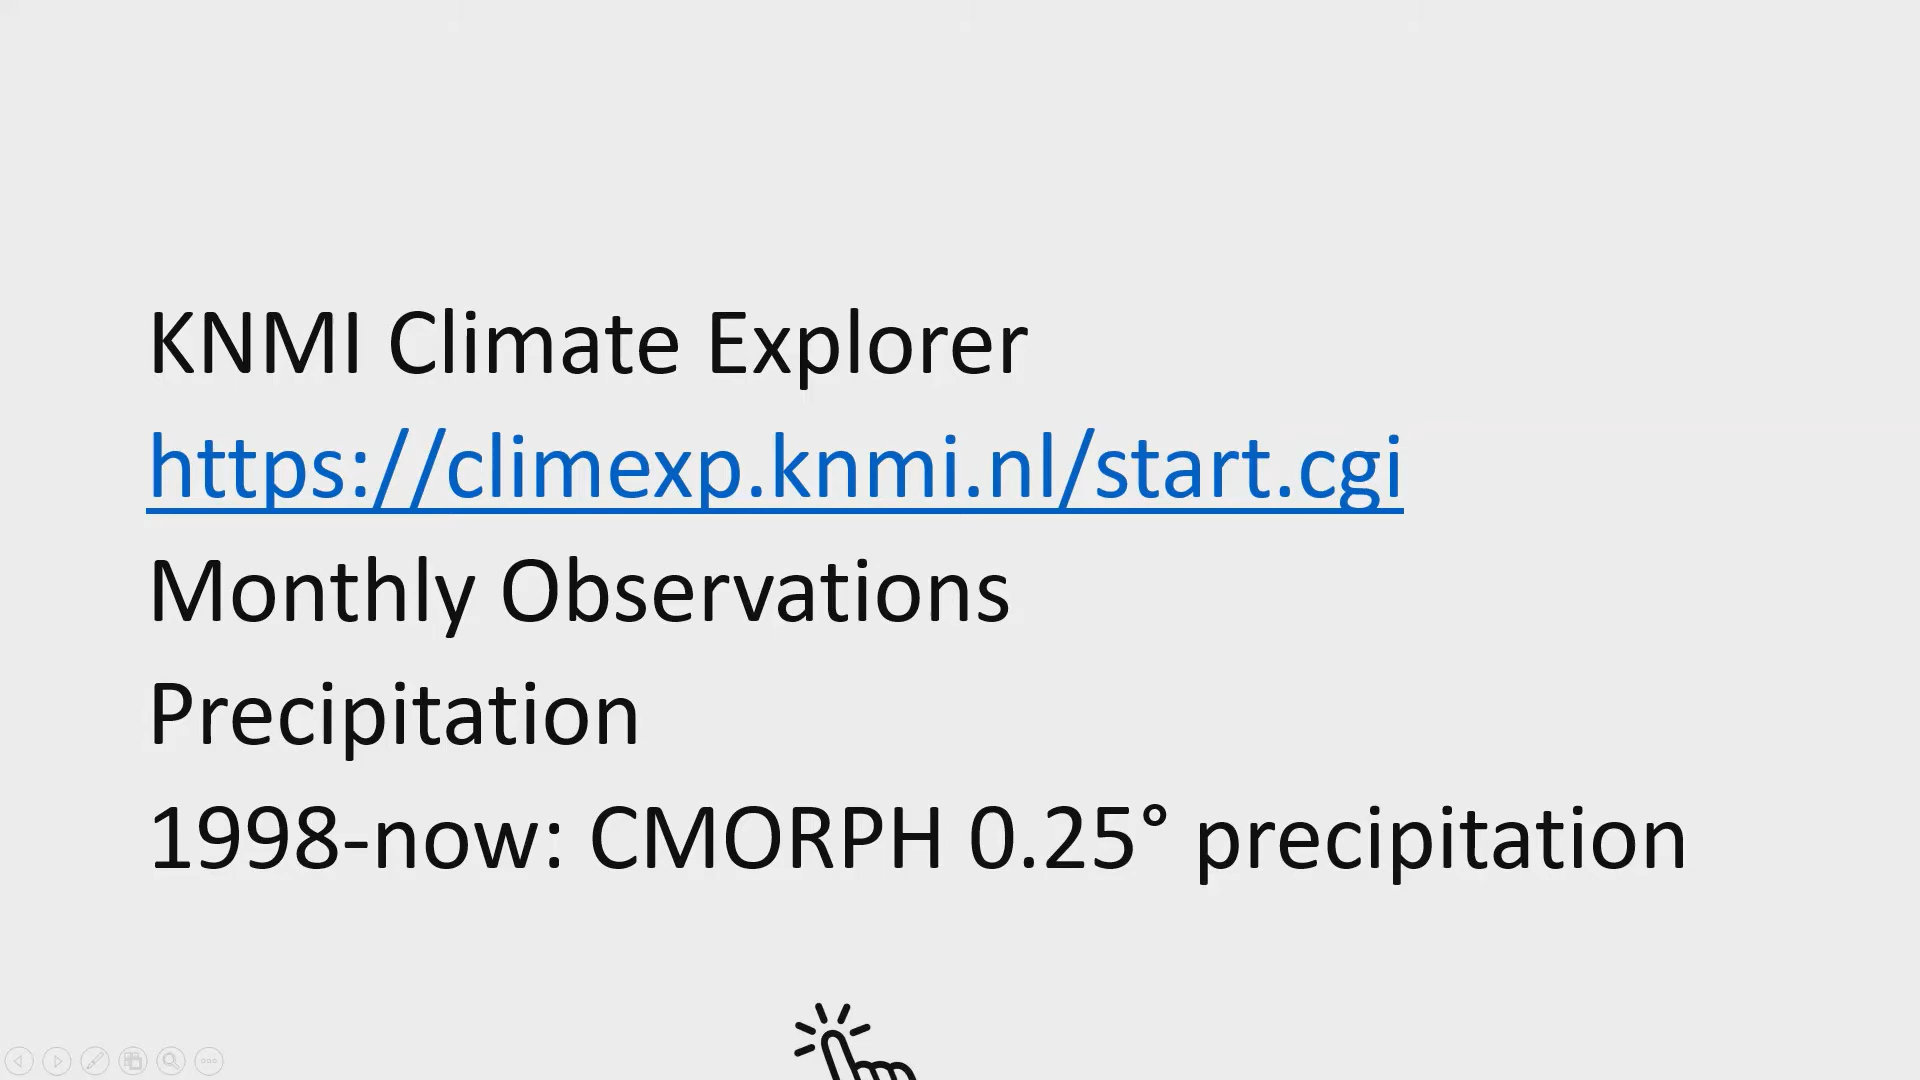 KNMI Climate Explorer
https://climexp.knmi.nl/start.cgi
Monthly Observations
Precipitation
1998-now: CMORPH 0.25° precipitation